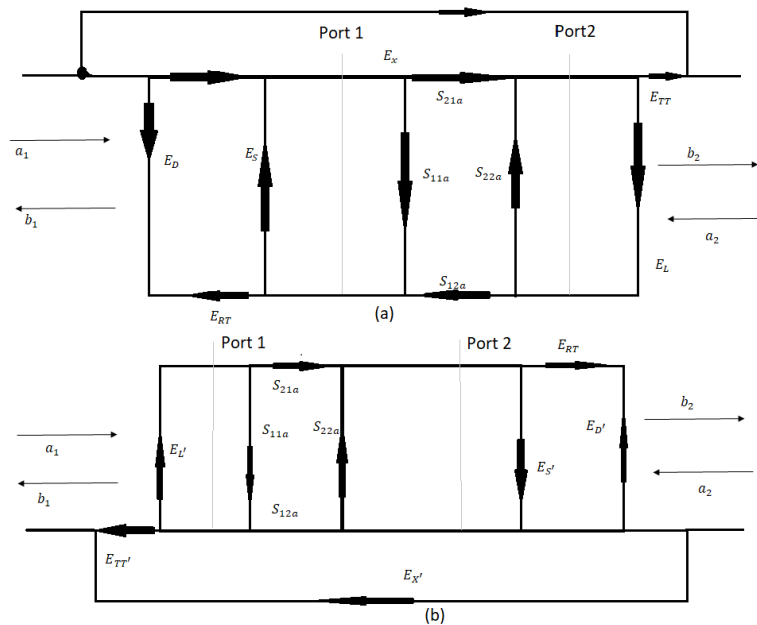 Port 1
Port2
E_x
S_21a
E_TT
E_D
E_S
S_11a
S_22a
a_1
b_1
b_2
a_2
E_L
S_12a
E_RT
(a)
Port 1
Port 2
E_RT
S_21a
a_1
b_1
E_L'
S_11a
S_22a
S_12a
E_S'
E_D'
b_2
a_2
E_TT'
E_X'
(b)